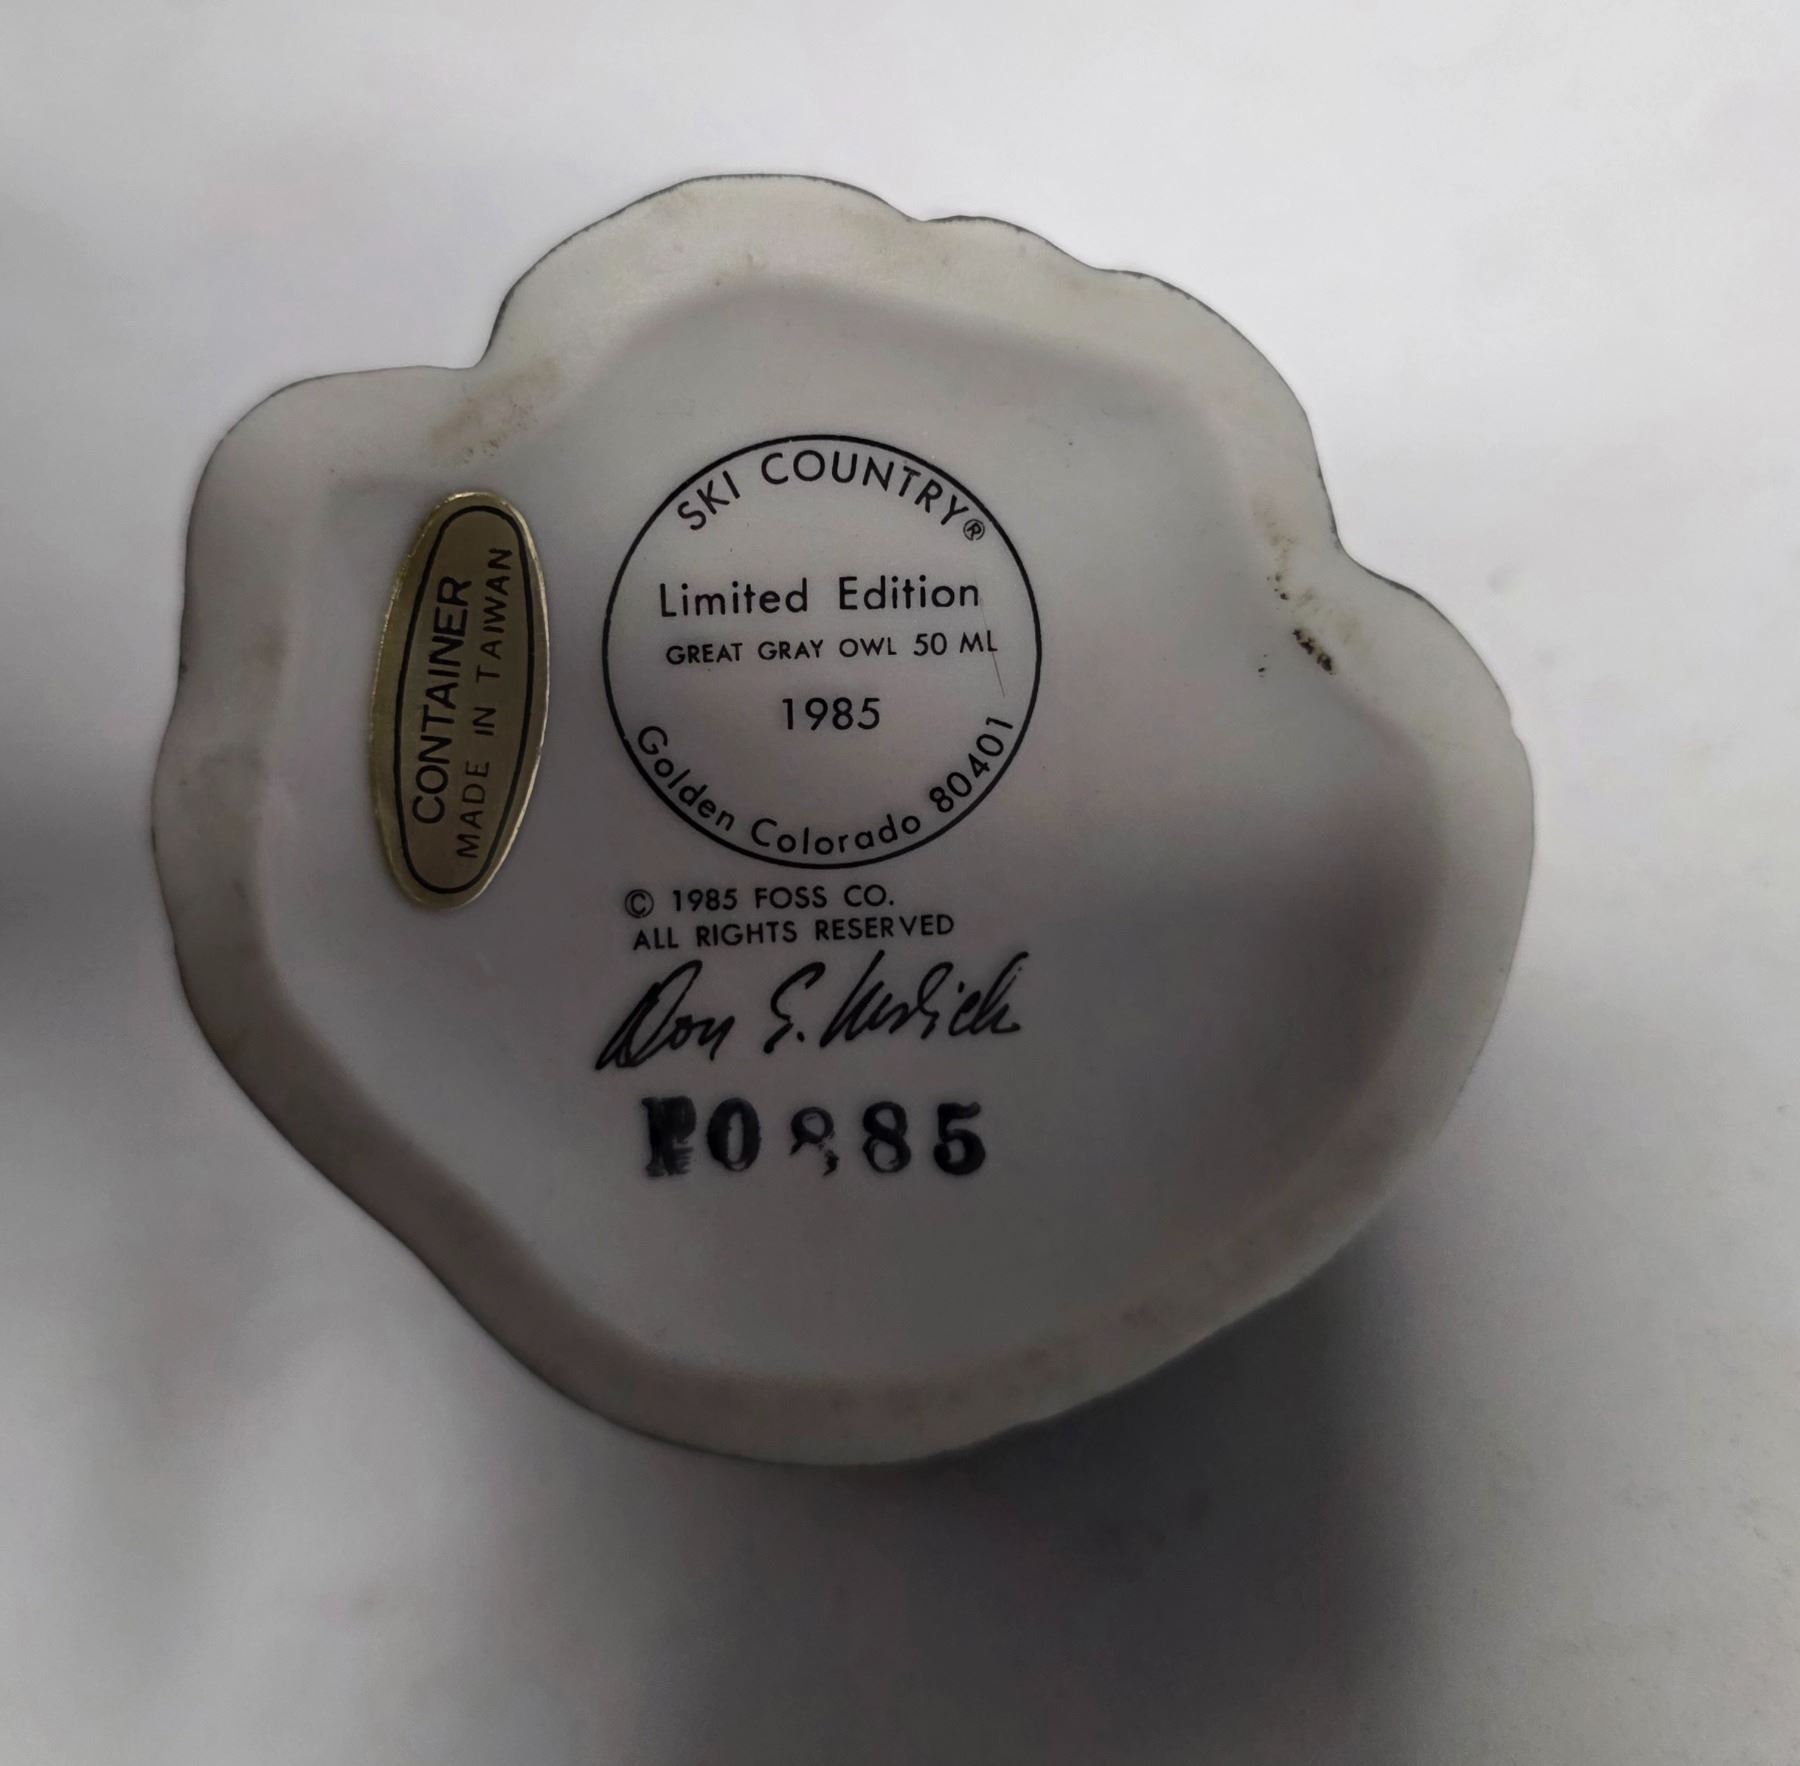 SKI COUNTRY®
Limited Edition
GREAT GRAY OWL 50 ML
1985
Golden Colorado 80401
© 1985 FOSS CO.
ALL RIGHTS RESERVED
Don S.
CONTAINER
MADE IN TAIWAN